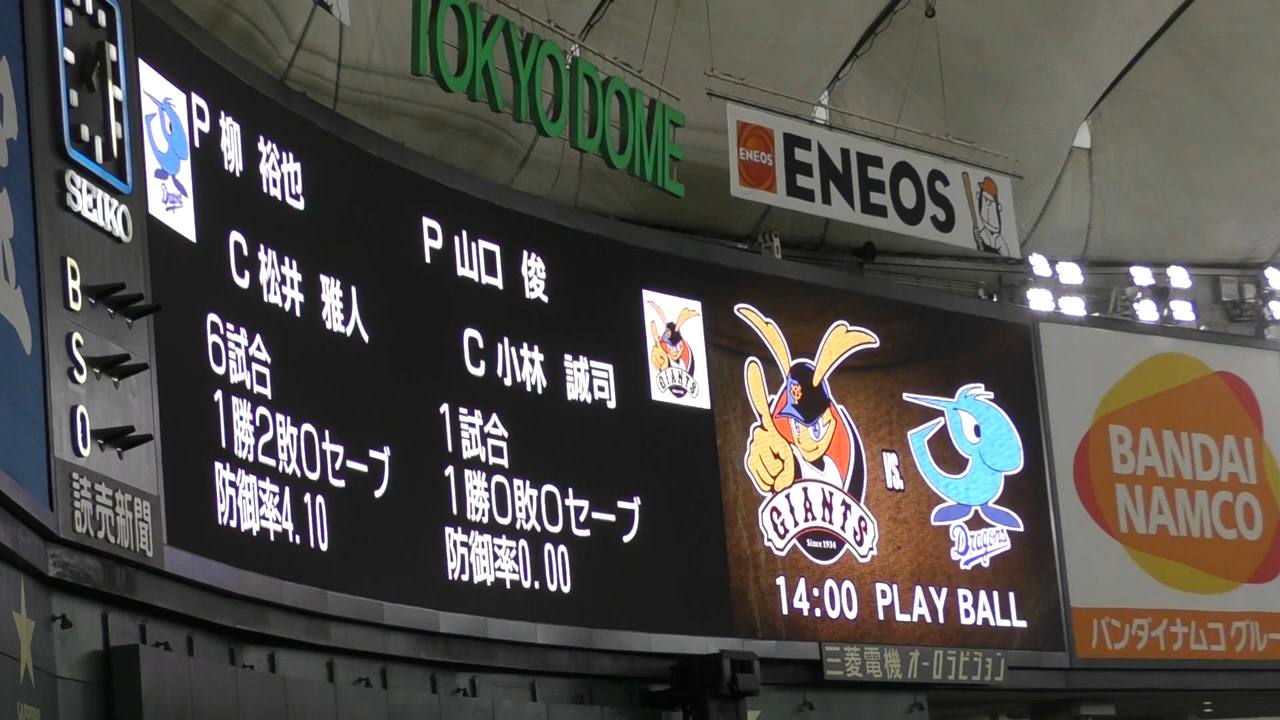 TOKYO DOME
ENEOS
ENEOS
SEIKO
B
S
O
読売新聞
P 柳 裕也
C 松井 雅人
6試合
1勝2敗0セーブ
防御率4.10
Dragons
P 山口 俊
C 小林 誠司
1試合
1勝0敗0セーブ
防御率0.00
GIANTS
GIANTS
Since 1934
VS.
Dragons
14:00 PLAY BALL
三菱電機 オーロラビジョン
BANDAI
NAMCO
バンダイナムコグルー
SAPPORO